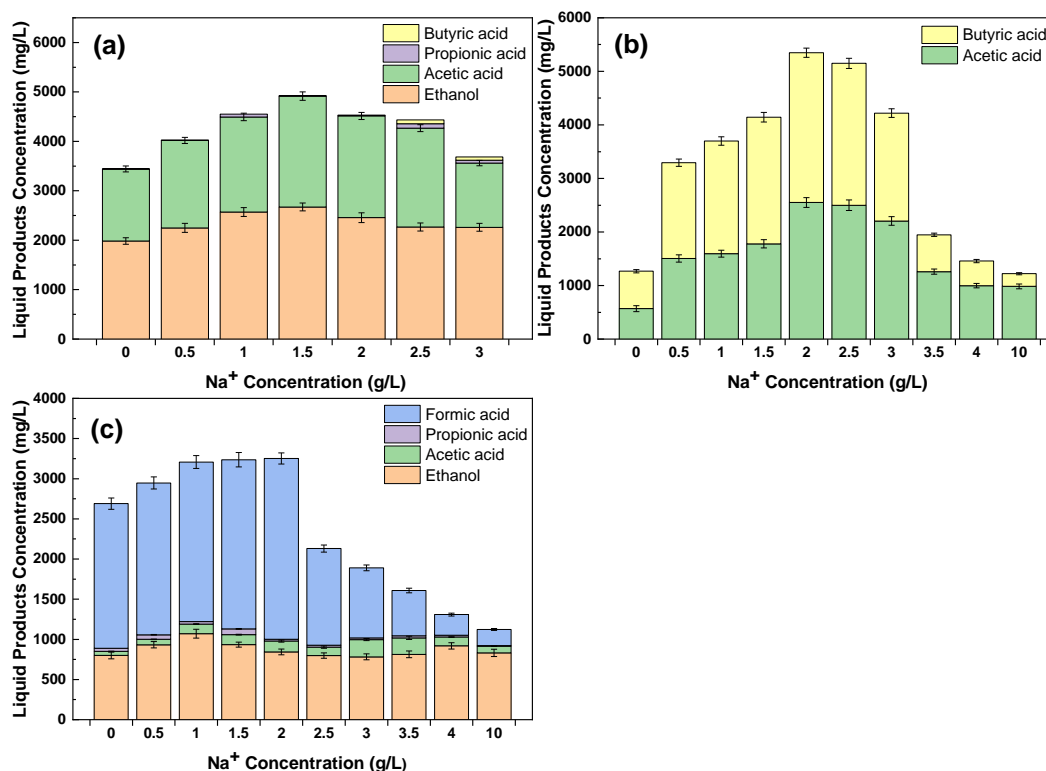 (a)
Butyric acid
Propionic acid
Acetic acid
Ethanol
Liquid Products Concentration (mg/L)
6000
5000
4000
3000
2000
1000
0
0 0.5 1 1.5 2 2.5 3
Na⁺ Concentration (g/L)
(b)
Butyric acid
Acetic acid
Liquid Products Concentration (mg/L)
6000
5000
4000
3000
2000
1000
0
0 0.5 1 1.5 2 2.5 3 3.5 4 10
Na⁺ Concentration (g/L)
(c)
Formic acid
Propionic acid
Acetic acid
Ethanol
Liquid Products Concentration (mg/L)
4000
3500
3000
2500
2000
1500
1000
500
0
0 0.5 1 1.5 2 2.5 3 3.5 4 10
Na⁺ Concentration (g/L)